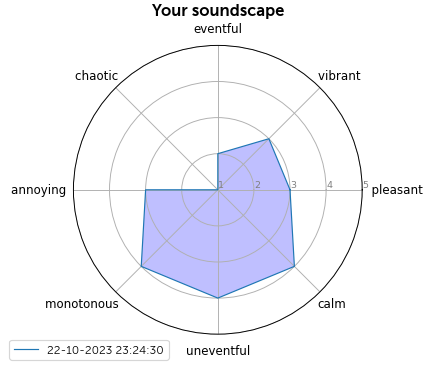 Your soundscape
eventful
chaotic
vibrant
annoying
1
2
3
4
5
pleasant
monotonous
calm
uneventful
22-10-2023 23:24:30